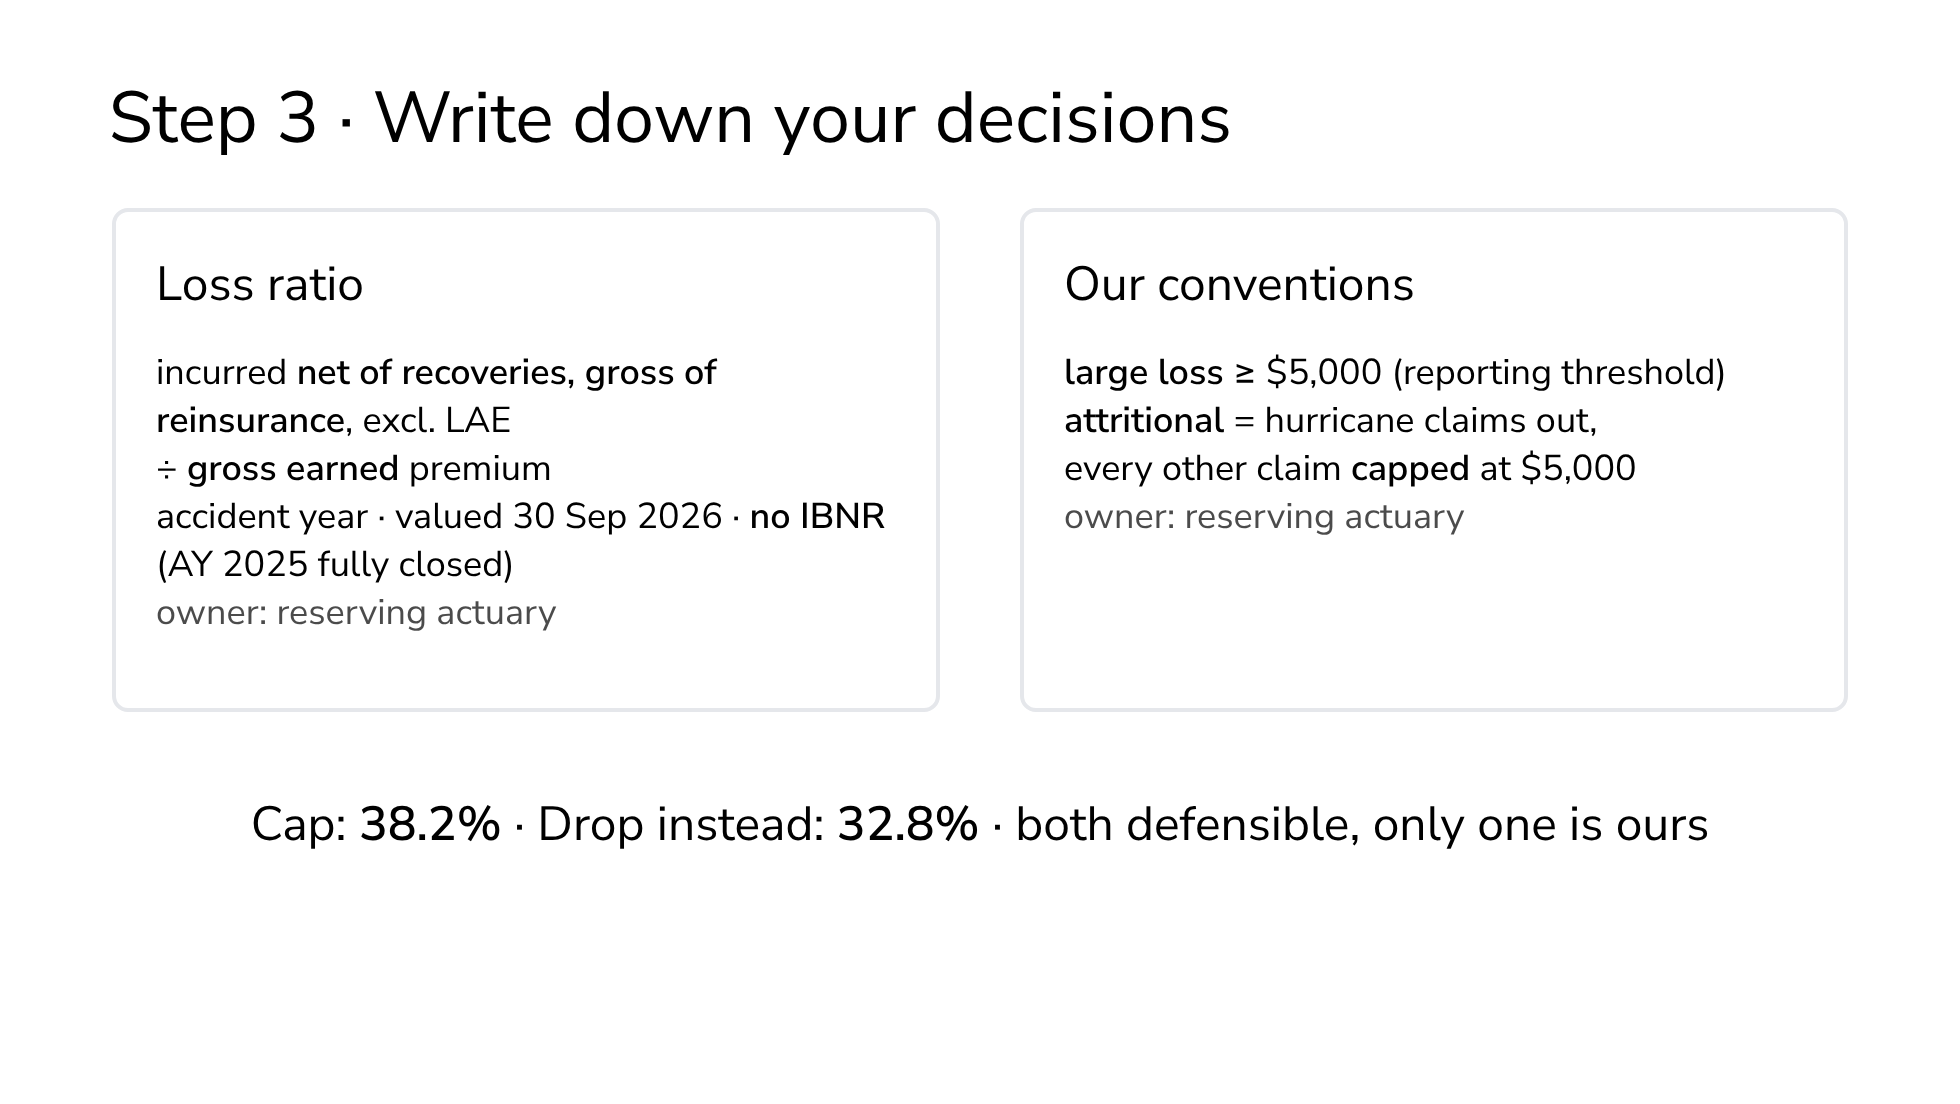 Step 3 · Write down your decisions
Loss ratio
incurred net of recoveries, gross of
reinsurance, excl. LAE
÷ gross earned premium
accident year · valued 30 Sep 2026 · no IBNR
(AY 2025 fully closed)
owner: reserving actuary
Our conventions
large loss ≥ $5,000 (reporting threshold)
attritional = hurricane claims out,
every other claim capped at $5,000
owner: reserving actuary
Cap: 38.2% · Drop instead: 32.8% · both defensible, only one is ours